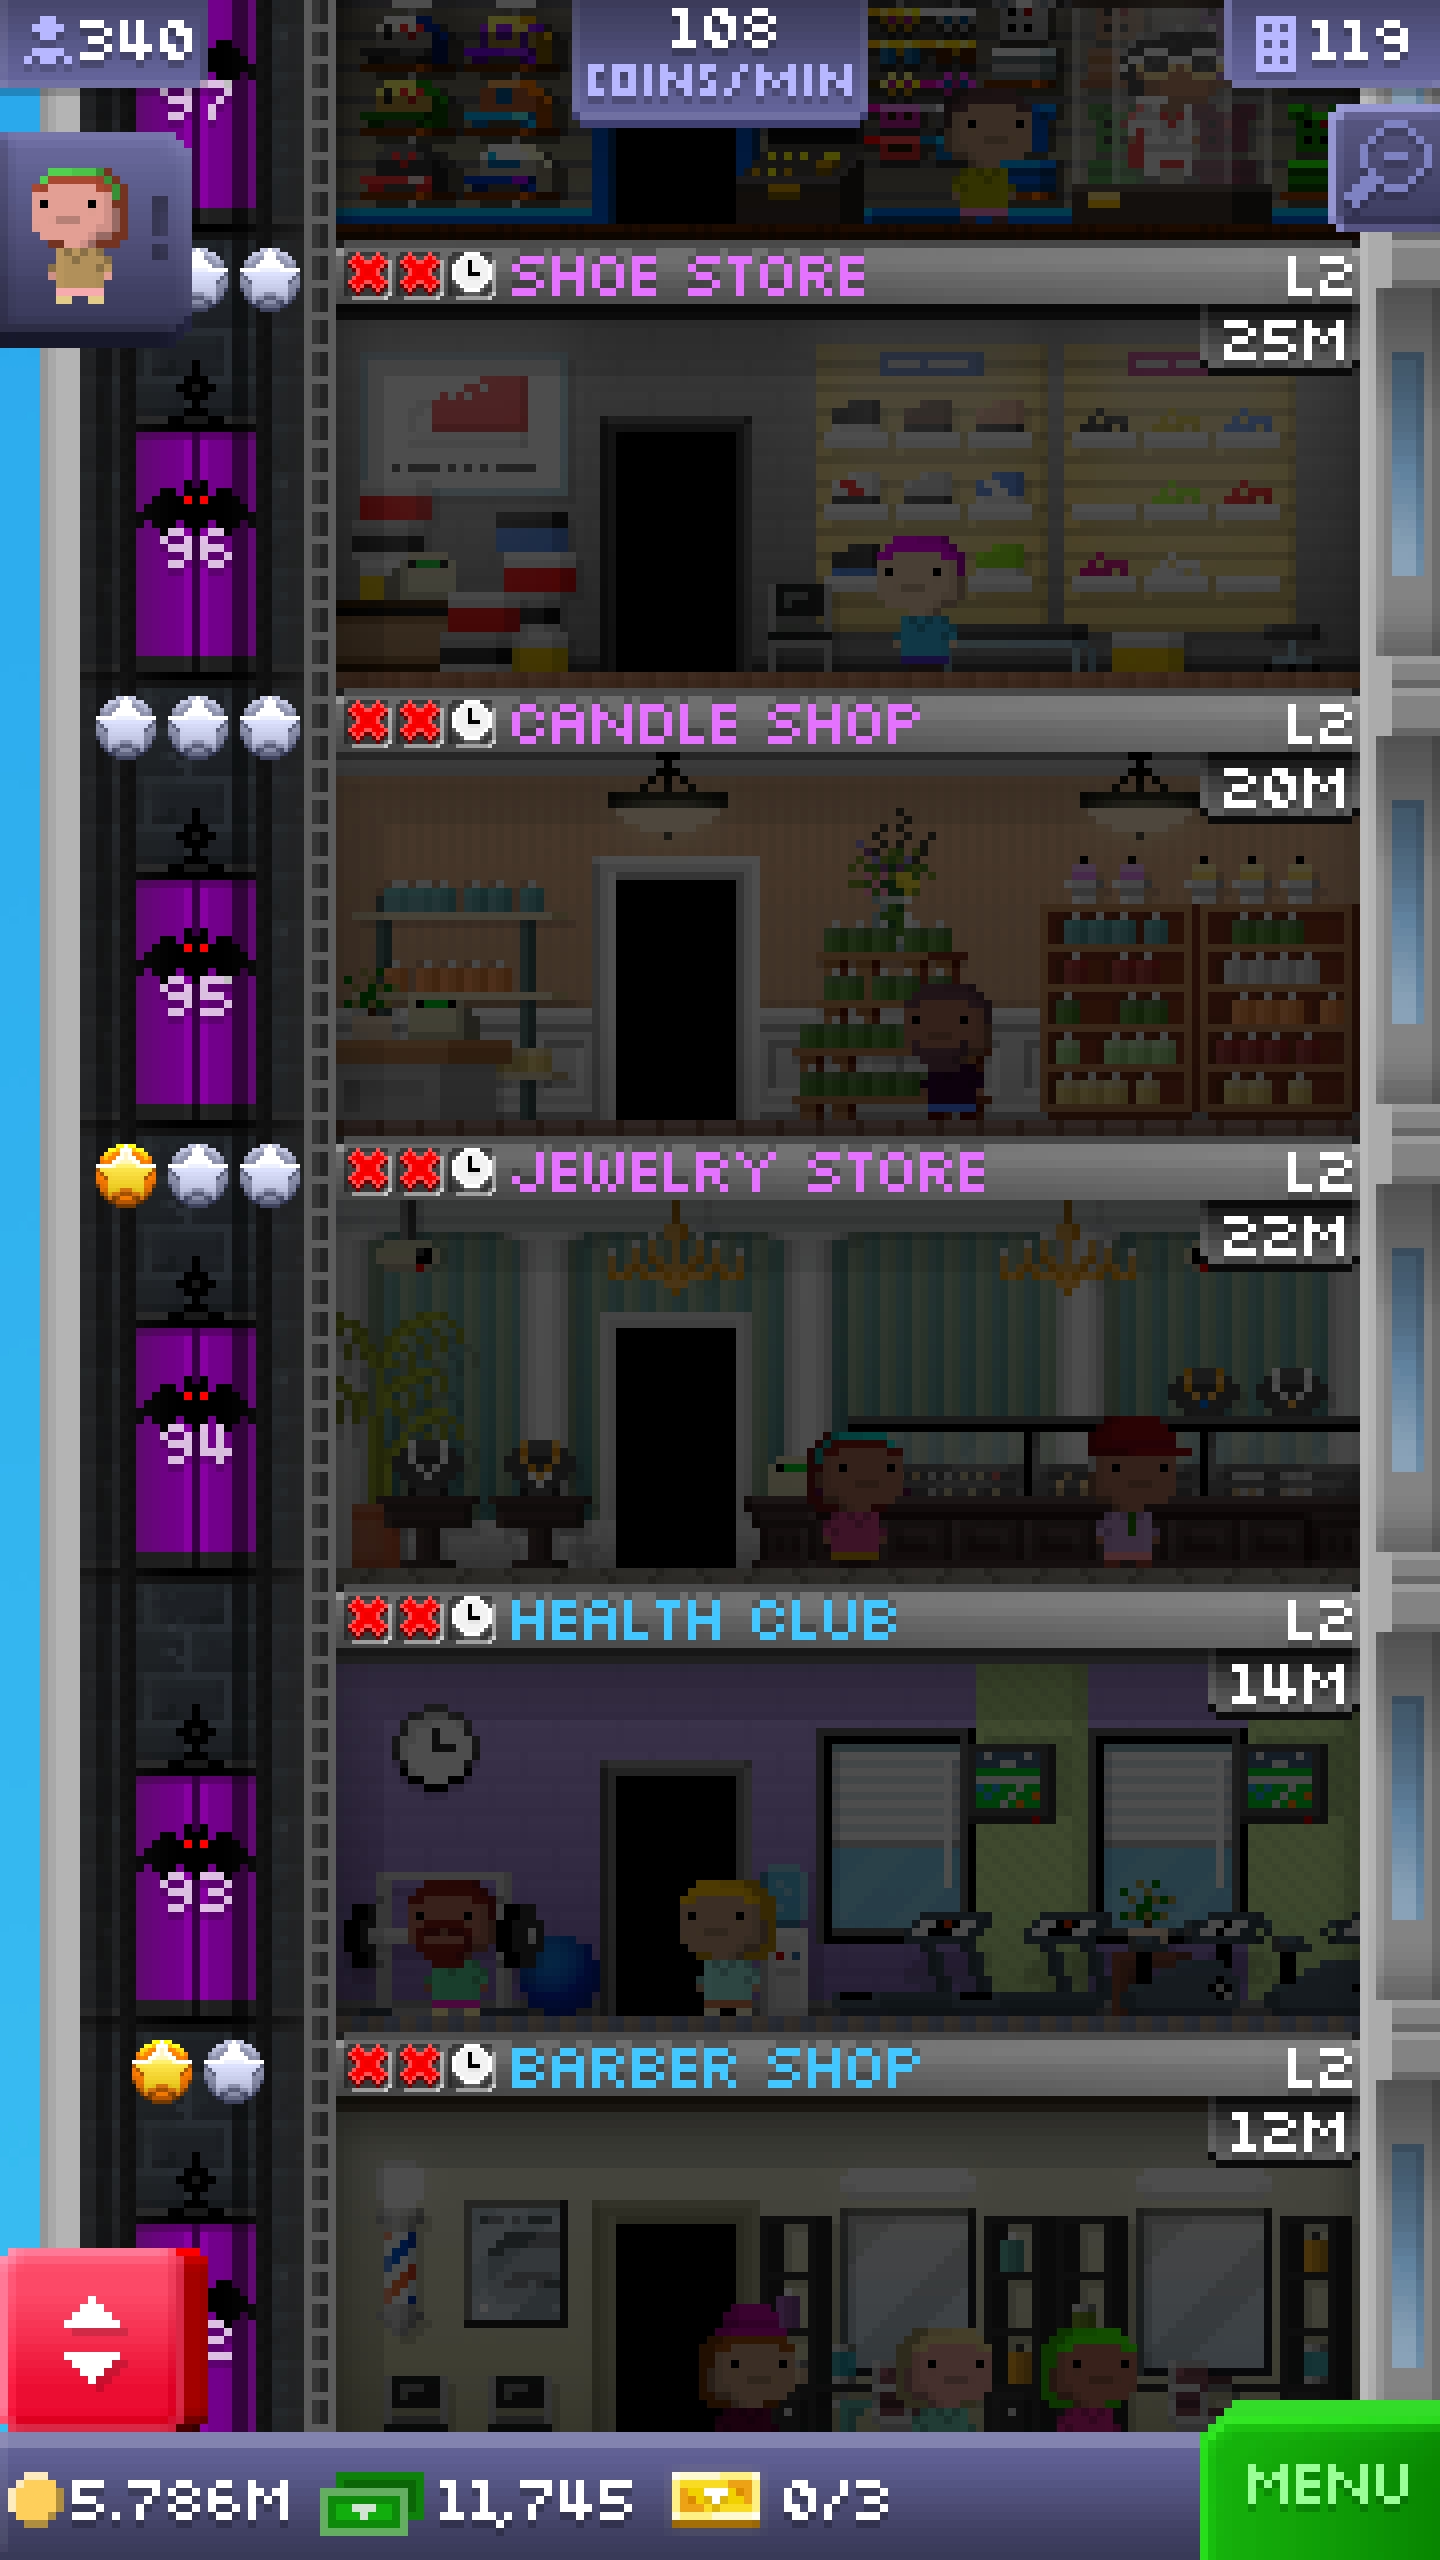 340
108
COINS/MIN
119
97
SHOE STORE
L2
25M
96
CANDLE SHOP
L2
20M
95
JEWELRY STORE
L2
22M
94
HEALTH CLUB
L2
14M
93
BARBER SHOP
L2
12M
5.786M
11,745
0/3
MENU